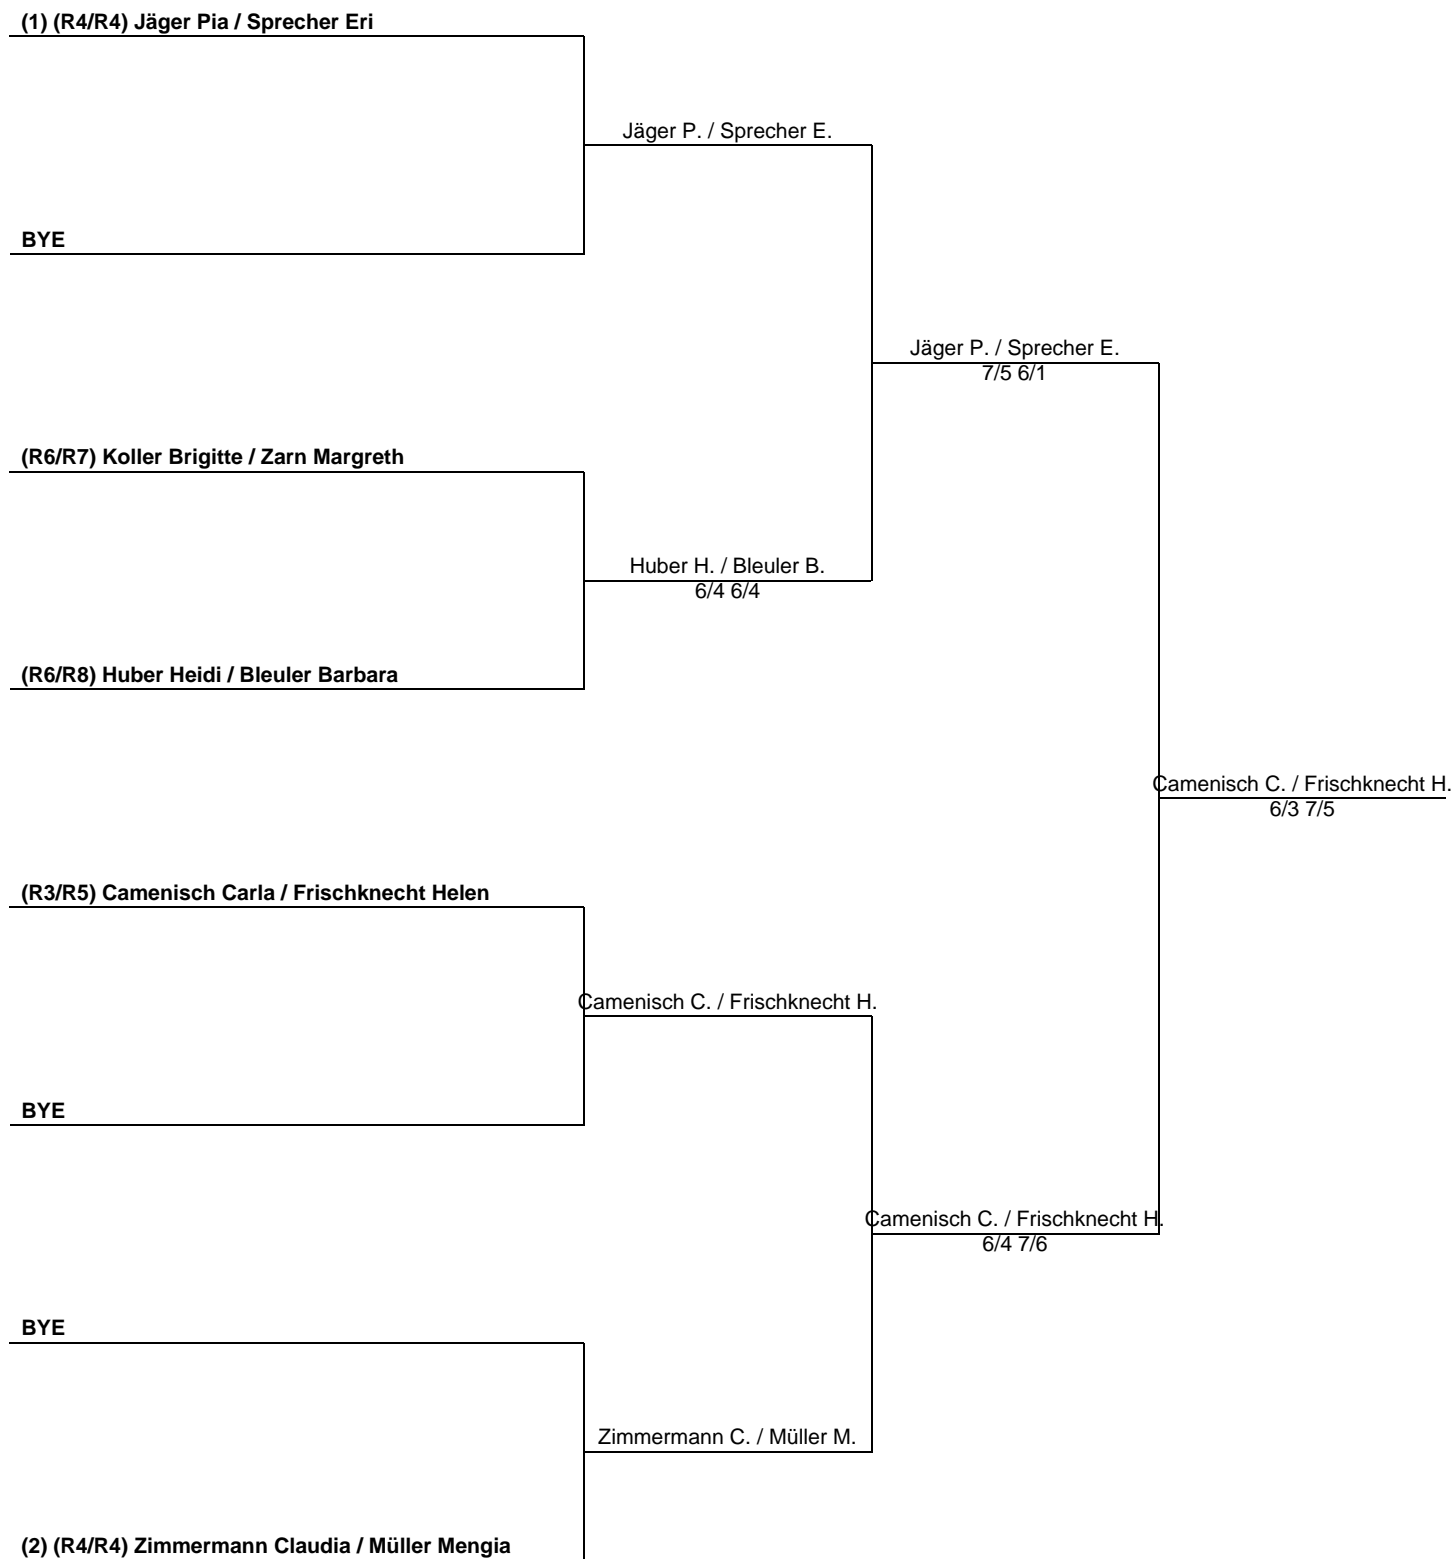 (1) (R4/R4) Jäger Pia / Sprecher Eri
Jäger P. / Sprecher E.
BYE
Jäger P. / Sprecher E.
7/5 6/1
(R6/R7) Koller Brigitte / Zarn Margreth
Huber H. / Bleuler B.
6/4 6/4
(R6/R8) Huber Heidi / Bleuler Barbara
Camenisch C. / Frischknecht H.
6/3 7/5
(R3/R5) Camenisch Carla / Frischknecht Helen
Camenisch C. / Frischknecht H.
BYE
Camenisch C. / Frischknecht H.
6/4 7/6
BYE
Zimmermann C. / Müller M.
(2) (R4/R4) Zimmermann Claudia / Müller Mengia